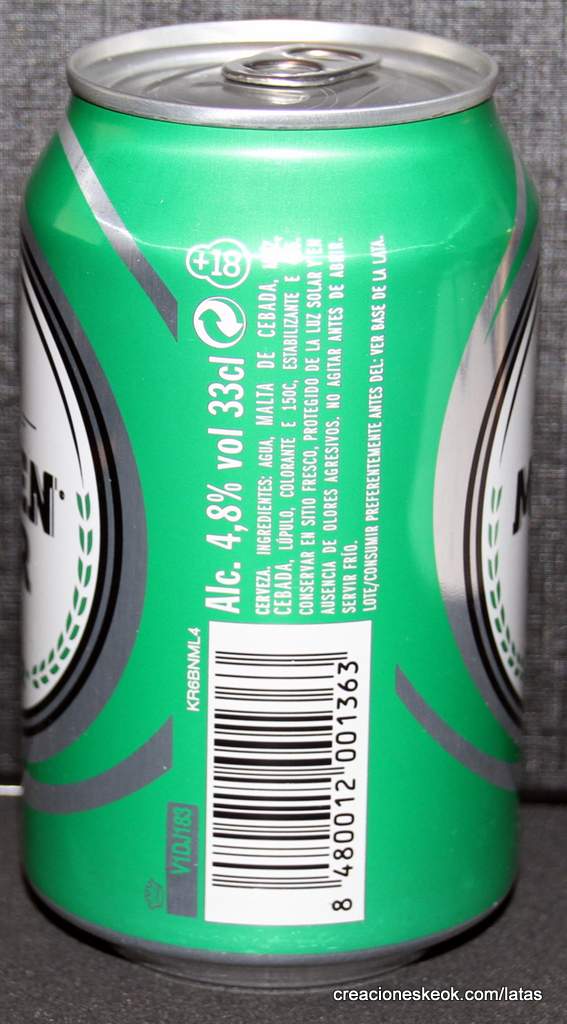 +18
Alc. 4,8% vol 33cl
CERVEZA. INGREDIENTES: AGUA, MALTA DE CEBADA,
CEBADA, LÚPULO, COLORANTE E 150C, ESTABILIZANTE E
CONSERVAR EN SITIO FRESCO, PROTEGIDO DE LA LUZ SOLAR Y EN
AUSENCIA DE OLORES AGRESIVOS. NO AGITAR ANTES DE ABRIR.
SERVIR FRÍO.
LOTE/CONSUMIR PREFERENTEMENTE ANTES DEL: VER BASE DE LA LATA.
KR6BNML4
8 480012 001363
V1DJ183
EN
R
M
creacioneskeok.com/latas